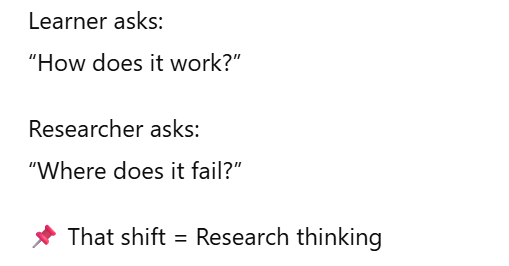 Learner asks:
“How does it work?”
Researcher asks:
“Where does it fail?”
📌 That shift = Research thinking